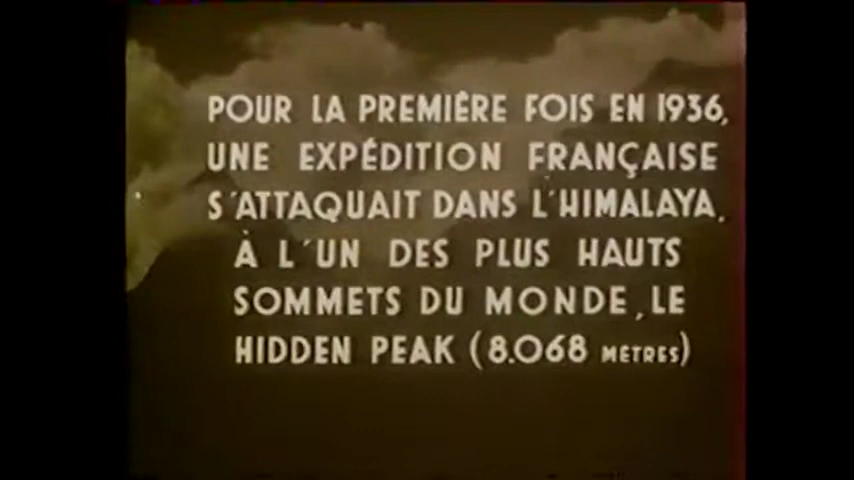 POUR LA PREMIÈRE FOIS EN 1936,
UNE EXPÉDITION FRANÇAISE
S'ATTAQUAIT DANS L'HIMALAYA,
À L'UN DES PLUS HAUTS
SOMMETS DU MONDE, LE
HIDDEN PEAK (8.068 MÈTRES)